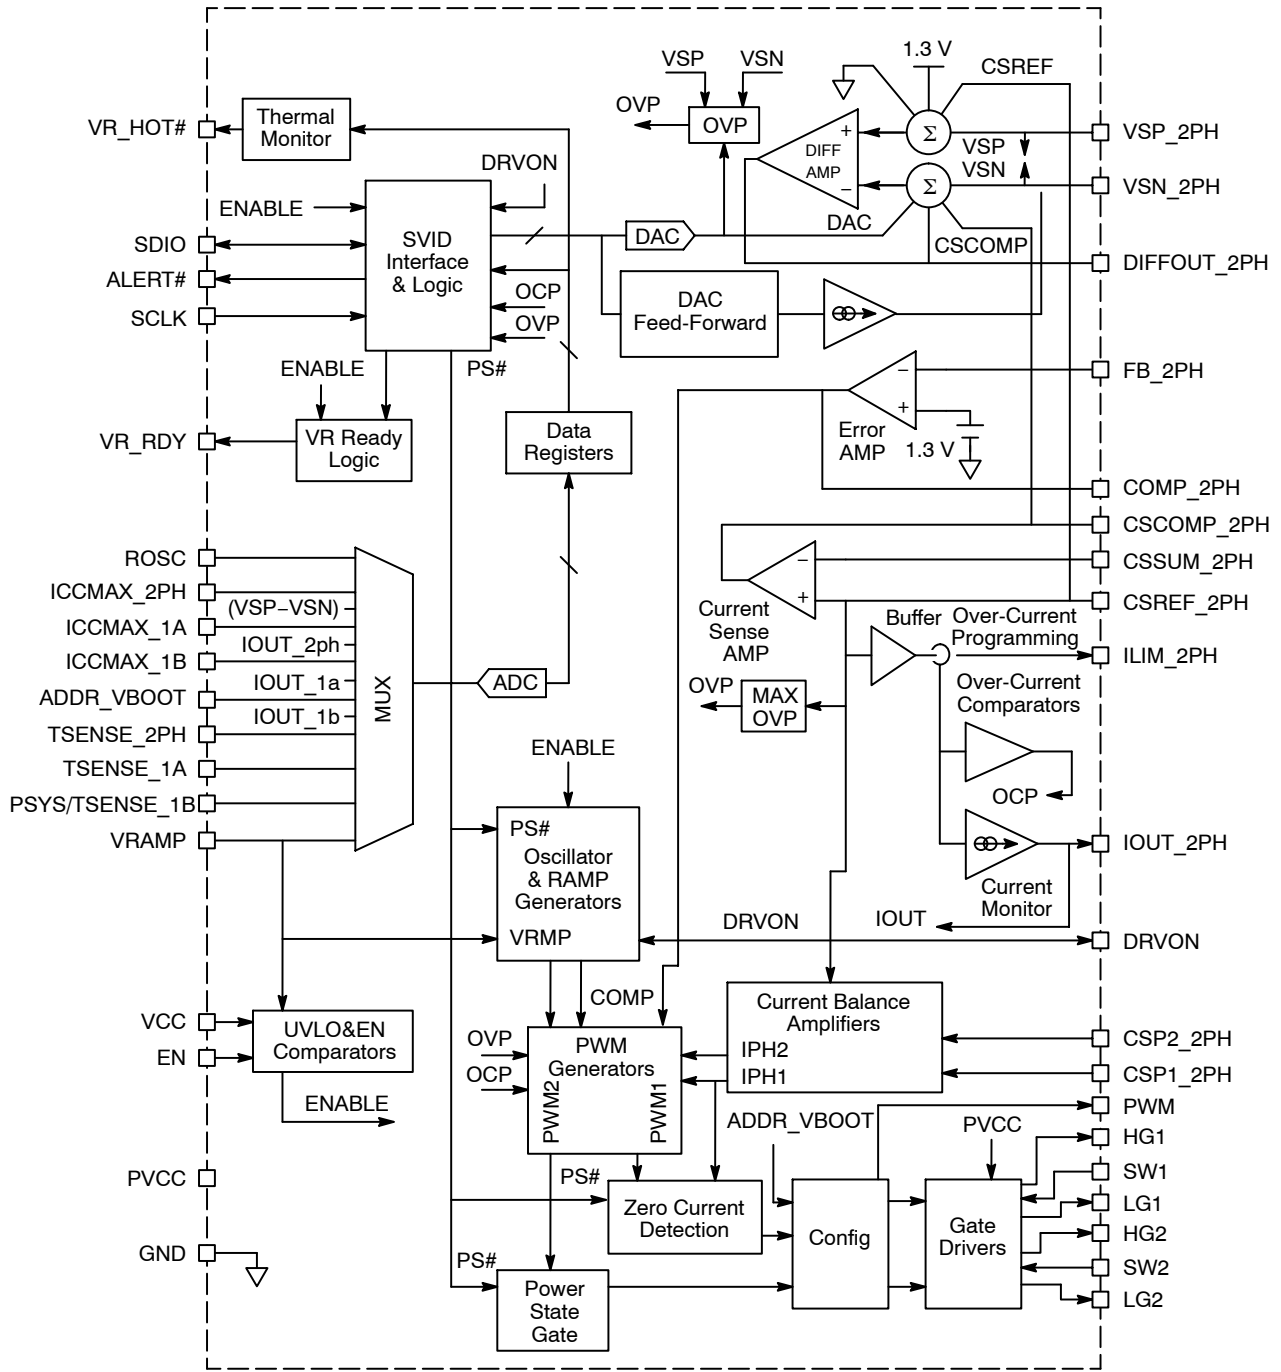 1.3 V
VSP
VSN
CSREF
OVP
OVP
VR_HOT#
Thermal
Monitor
+
DIFF
AMP
−
Σ
Σ
VSP
VSN
VSP_2PH
VSN_2PH
DRVON
ENABLE
SVID
Interface
& Logic
SDIO
ALERT#
SCLK
DAC
DAC
CSCOMP
DIFFOUT_2PH
OCP
OVP
DAC
Feed-Forward
PS#
ENABLE
VR_RDY
VR Ready
Logic
Data
Registers
−
+
Error
AMP
1.3 V
FB_2PH
COMP_2PH
CSCOMP_2PH
CSSUM_2PH
CSREF_2PH
−
+
Current
Sense
AMP
Buffer
Over-Current
Programming
ILIM_2PH
Over-Current
Comparators
OVP
MAX
OVP
OCP
ROSC
ICCMAX_2PH
(VSP−VSN)
ICCMAX_1A
IOUT_2ph
ICCMAX_1B
IOUT_1a
ADDR_VBOOT
IOUT_1b
TSENSE_2PH
TSENSE_1A
PSYS/TSENSE_1B
VRAMP
MUX
ADC
ENABLE
PS#
Oscillator
& RAMP
Generators
VRMP
IOUT_2PH
Current
Monitor
IOUT
DRVON
DRVON
COMP
Current Balance
Amplifiers
IPH2
IPH1
CSP2_2PH
CSP1_2PH
VCC
EN
UVLO&EN
Comparators
ENABLE
OVP
OCP
PWM
Generators
PWM2
PWM1
ADDR_VBOOT
PVCC
PWM
HG1
SW1
LG1
HG2
SW2
LG2
PVCC
GND
PS#
Zero Current
Detection
Config
Gate
Drivers
PS#
Power
State
Gate